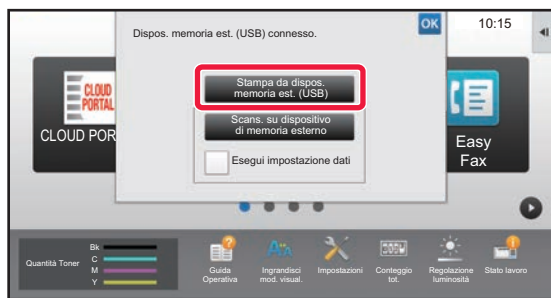 Dispos. memoria est. (USB) connesso.
OK
10:15
Stampa da dispos.
memoria est. (USB)
Scans. su dispositivo
di memoria esterno
Esegui impostazione dati
CLOUD
PORTAL
CLOUD POR
Easy
Fax
Quantità Toner
Bk
C
M
Y
Guida
Operativa
Ingrandisci
mod. visual.
Impostazioni
Conteggio
tot.
Regolazione
luminosità
Stato lavoro